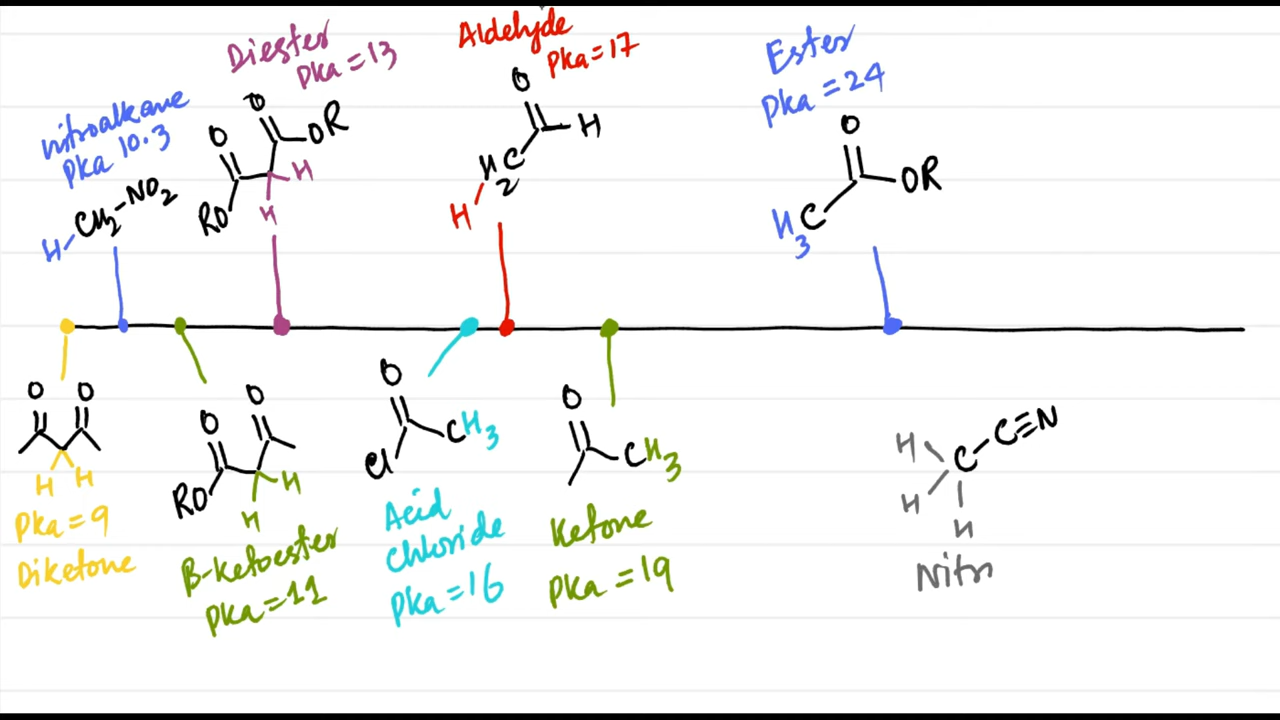 nitroalkane
Pka 10.3
H CH2-NO2
Diester
Pka = 13
O
O
OR
RO
H
H
Aldehyde
Pka = 17
O
H
H2C
H
Ester
Pka = 24
O
OR
H3C
O O
H H
Pka = 9
Diketone
O
O
RO
H
H
B-ketoester
Pka = 11
O
Cl
CH3
Acid
chloride
Pka = 16
O
CH3
Ketone
Pka = 19
H
H
H
C-C≡N
Nitri